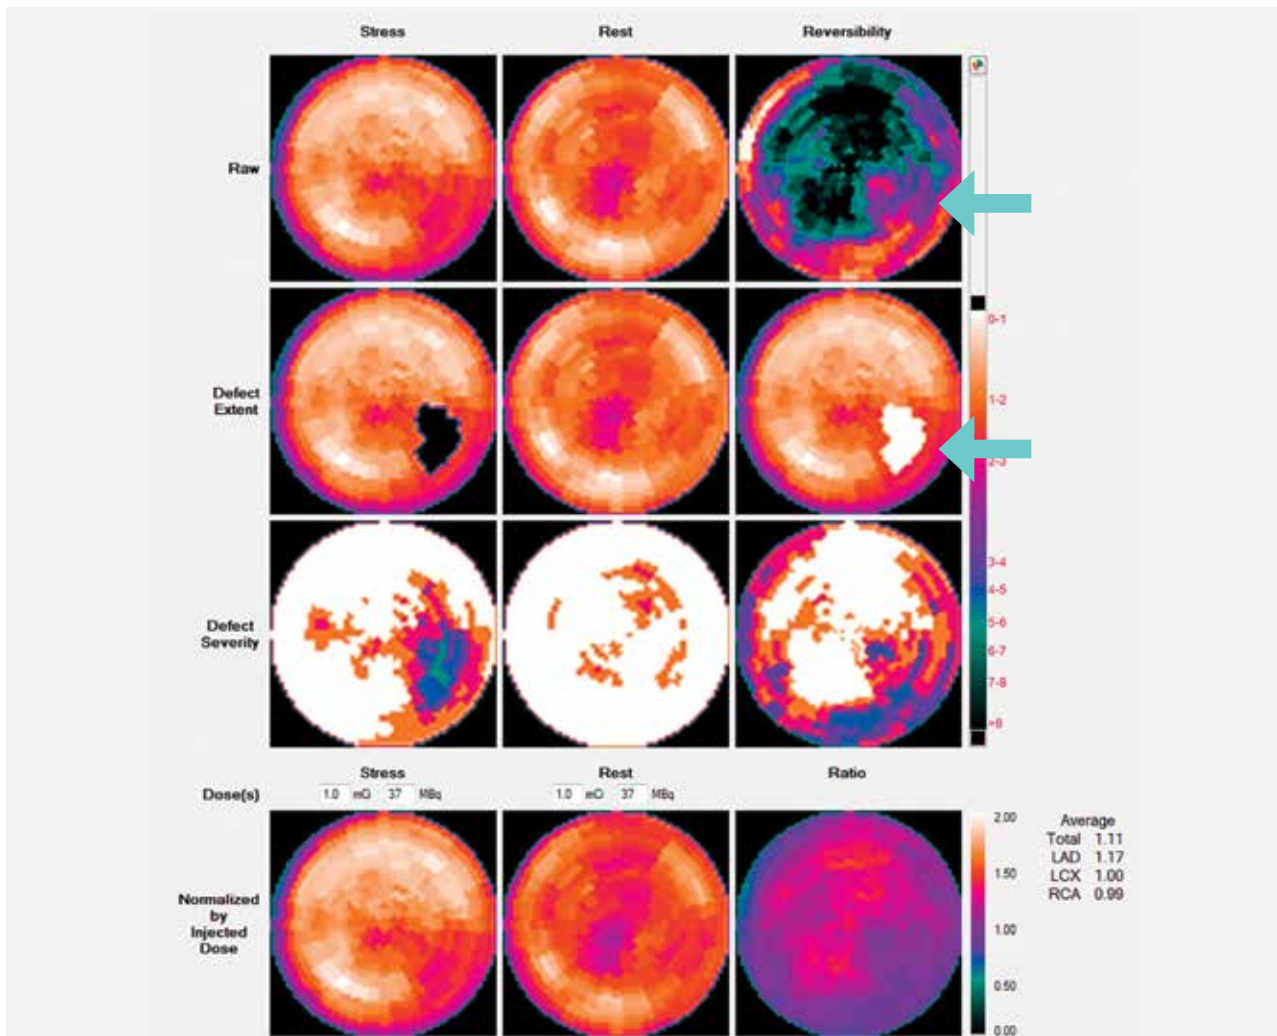 Stress Rest Reversibility
Raw
Defect
Extent
0-1
1-2
2-3
3-4
4-5
5-6
6-7
7-8
>8
Defect
Severity
Stress Rest Ratio
Dose(s) 1.0 mCi 37 MBq 1.0 mCi 37 MBq
Normalized
by
Injected
Dose
2.00
1.50
1.00
0.50
0.00
Average
Total 1.11
LAD 1.17
LCX 1.00
RCA 0.99